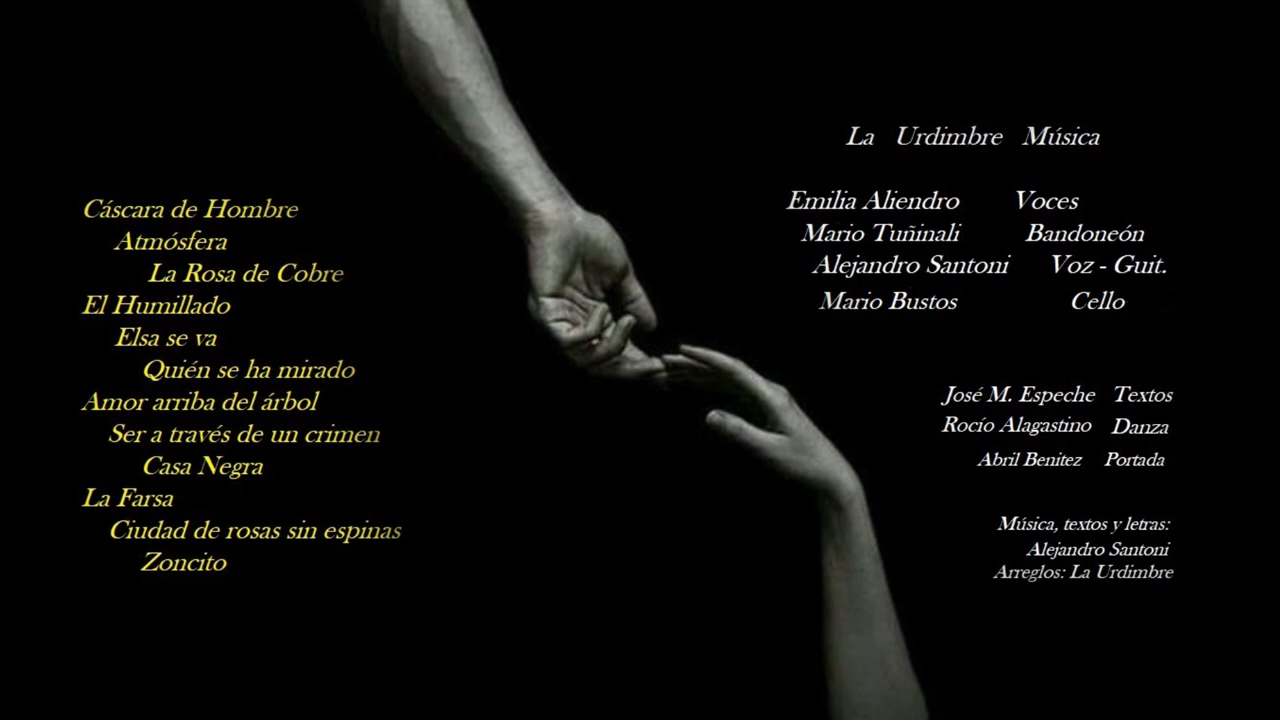 Cáscara de Hombre
Atmósfera
La Rosa de Cobre
El Humillado
Elsa se va
Quién se ha mirado
Amor arriba del árbol
Ser a través de un crimen
Casa Negra
La Farsa
Ciudad de rosas sin espinas
Zoncito
La Urdimbre Música
Emilia Aliendro Voces
Mario Tuñinali Bandoneón
Alejandro Santoni Voz - Guit.
Mario Bustos Cello
José M. Espeche Textos
Rocío Alagastino Danza
Abril Benitez Portada
Música, textos y letras:
Alejandro Santoni
Arreglos: La Urdimbre